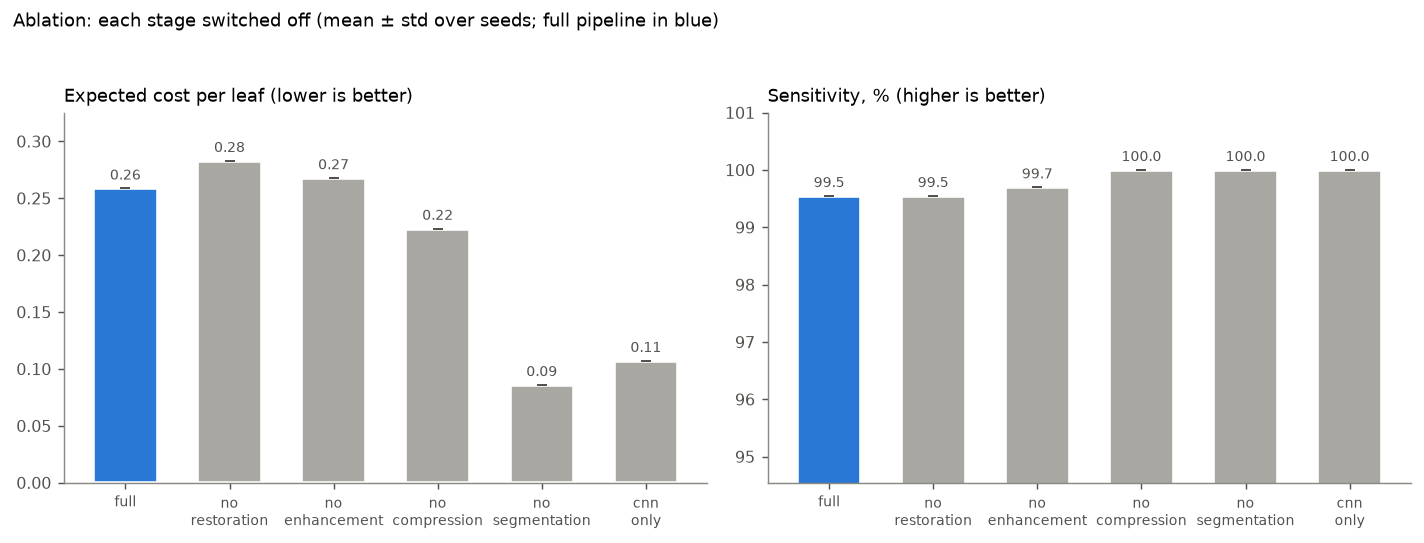 Ablation: each stage switched off (mean ± std over seeds; full pipeline in blue)
Expected cost per leaf (lower is better)
0.30
0.25
0.20
0.15
0.10
0.05
0.00
0.26
0.28
0.27
0.22
0.09
0.11
full
no
restoration
no
enhancement
no
compression
no
segmentation
cnn
only
Sensitivity, % (higher is better)
101
100
99
98
97
96
95
99.5
99.5
99.7
100.0
100.0
100.0
full
no
restoration
no
enhancement
no
compression
no
segmentation
cnn
only